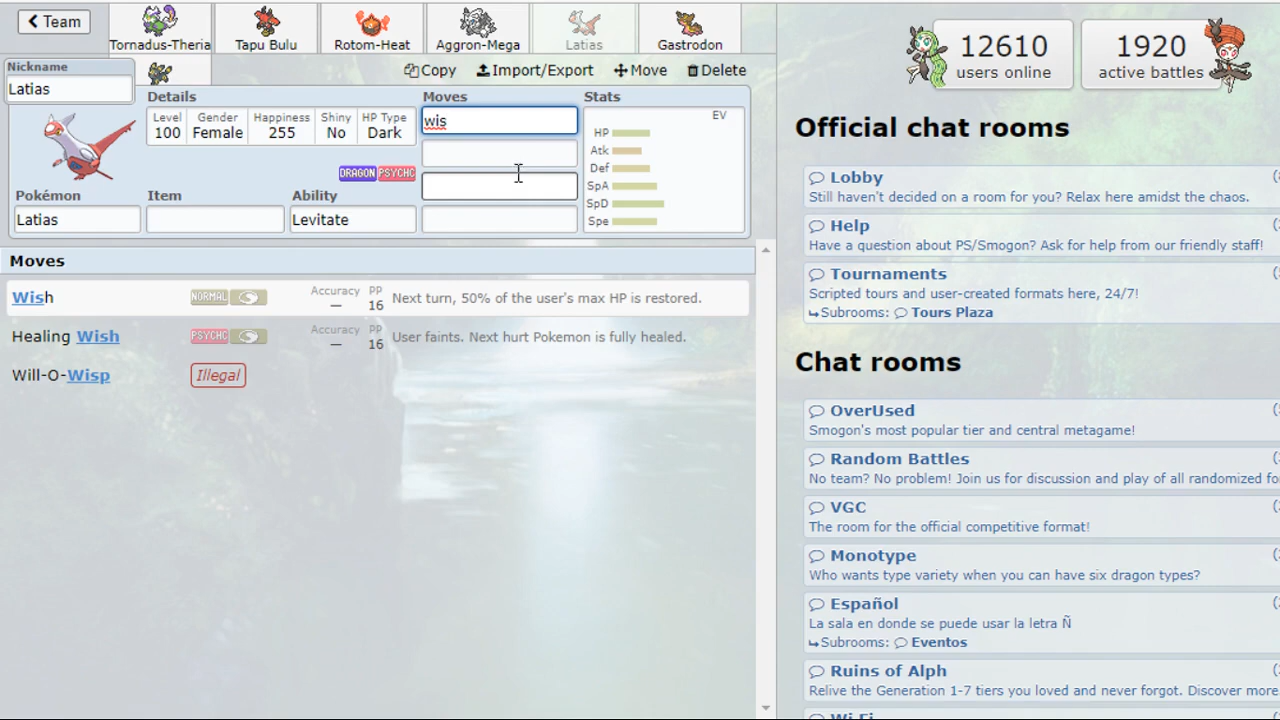 Team
Tornadus-Theria
Tapu Bulu
Rotom-Heat
Aggron-Mega
Latias
Gastrodon
Nickname
Latias
Copy
Import/Export
Move
Delete
Details
Level
100
Gender
Female
Happiness
255
Shiny
No
HP Type
Dark
DRAGON PSYCHC
Pokémon
Latias
Item
Ability
Levitate
Moves
wis
Stats
EV
HP
Atk
Def
SpA
SpD
Spe
Moves
Wish
NORMAL
Accuracy
—
PP
16
Next turn, 50% of the user's max HP is restored.
Healing Wish
PSYCHC
Accuracy
—
PP
16
User faints. Next hurt Pokemon is fully healed.
Will-O-Wisp
Illegal
12610
users online
1920
active battles
Official chat rooms
Lobby
Still haven't decided on a room for you? Relax here amidst the chaos.
Help
Have a question about PS/Smogon? Ask for help from our friendly staff!
Tournaments
Scripted tours and user-created formats here, 24/7!
↳Subrooms: Tours Plaza
Chat rooms
OverUsed
Smogon's most popular tier and central metagame!
Random Battles
No team? No problem! Join us for discussion and play of all randomized fo
VGC
The room for the official competitive format!
Monotype
Who wants type variety when you can have six dragon types?
Español
La sala en donde se puede usar la letra Ñ
↳Subrooms: Eventos
Ruins of Alph
Relive the Generation 1-7 tiers you loved and never forgot. Discover more